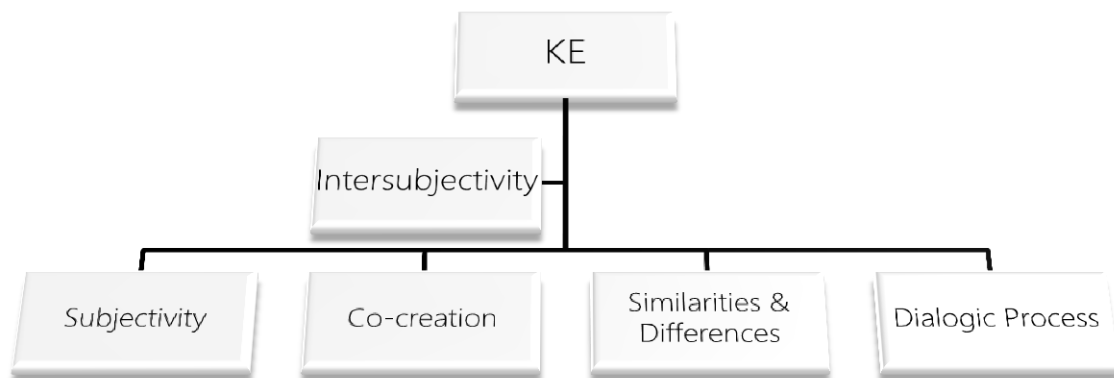 KE
Intersubjectivity
Subjectivity
Co-creation
Similarities &
Differences
Dialogic Process